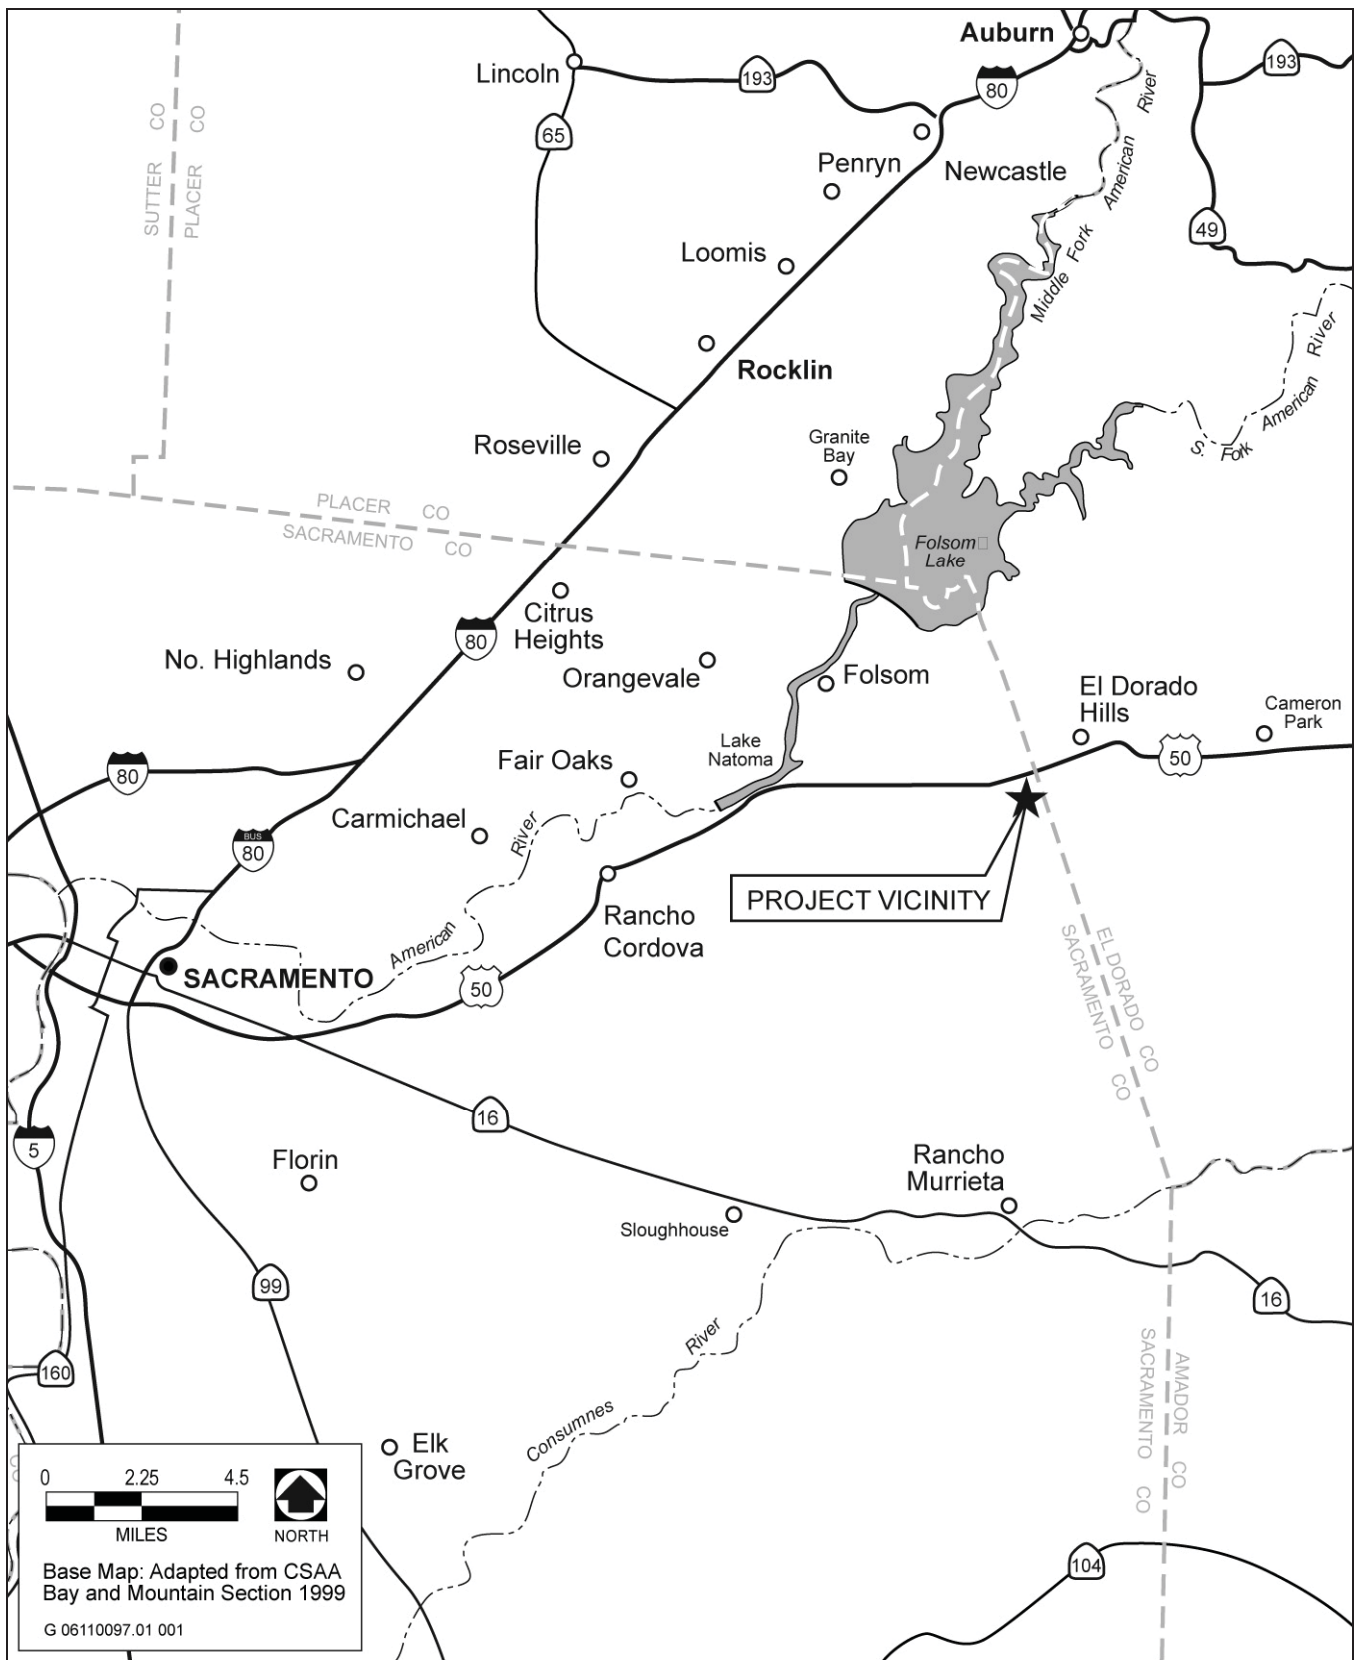 Auburn
Lincoln
193
80
193
River
65
SUTTER CO
PLACER CO
Penryn
Newcastle
American
49
Loomis
Fork
Middle
River
Rocklin
American
Fork
S.
Roseville
Granite
Bay
PLACER CO
SACRAMENTO CO
Folsom
Lake
Citrus
Heights
80
No. Highlands
Orangevale
Folsom
El Dorado
Hills
Cameron
Park
Lake
Natoma
50
Fair Oaks
80
Carmichael
River
BUS
80
PROJECT VICINITY
Rancho
Cordova
American
EL DORADO CO
SACRAMENTO CO
SACRAMENTO
50
16
5
Florin
Rancho
Murrieta
Sloughhouse
99
16
River
160
AMADOR CO
SACRAMENTO CO
Consumnes
Elk
Grove
0 2.25 4.5
MILES
NORTH
104
Base Map: Adapted from CSAA
Bay and Mountain Section 1999
G 06110097.01 001